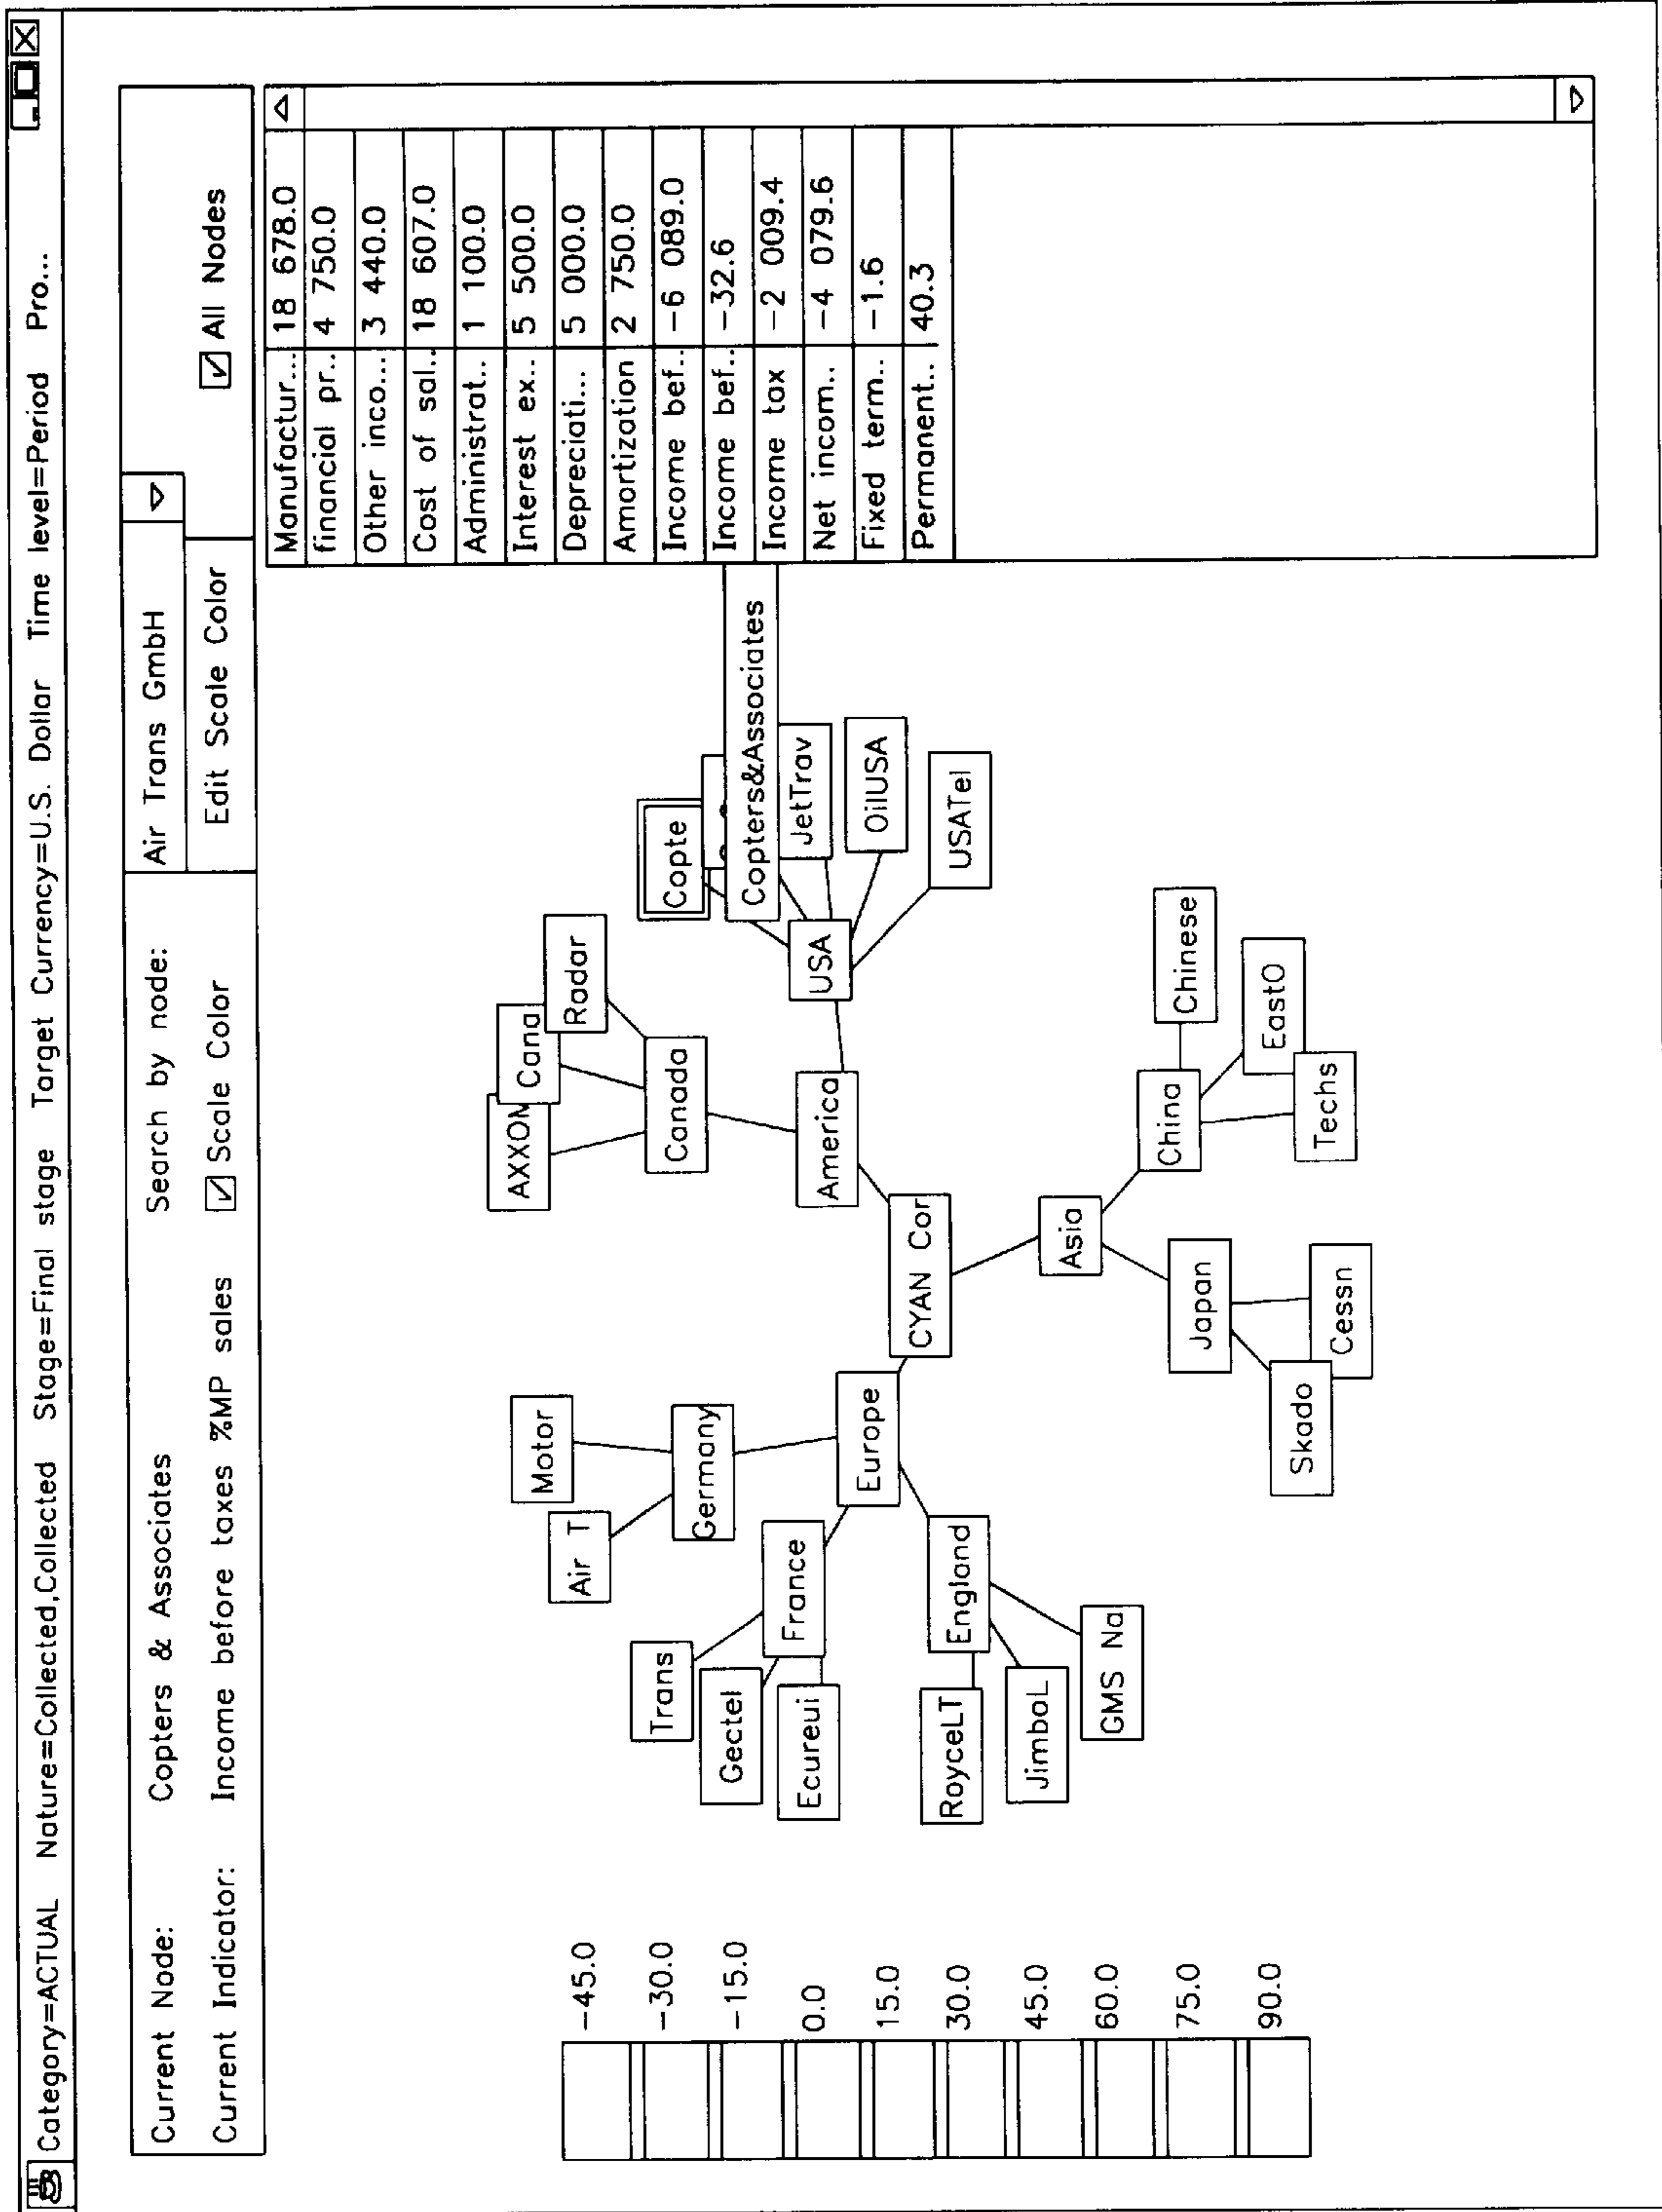 Category=ACTUAL Nature=Collected,Collected Stage=Final stage Target Currency=U.S. Dollar Time level=Period Pro...
Current Node: Copters & Associates Search by node: Air Trans GmbH
Current Indicator: Income before taxes %MP sales Scale Color Edit Scale Color All Nodes
Manufactur... 18 678.0
financial pr.. 4 750.0
Other inco... 3 440.0
Cost of sal.. 18 607.0
Administrat.. 1 100.0
Interest ex.. 5 500.0
Depreciati... 5 000.0
Amortization 2 750.0
Income bef.. -6 089.0
Income bef.. -32.6
Income tax -2 009.4
Net incom.. -4 079.6
Fixed term.. -1.6
Permanent.. 40.3
-45.0
-30.0
-15.0
0.0
15.0
30.0
45.0
60.0
75.0
90.0
AXXON
Cana
Radar
Motor
Air T
Copte
Trans
Germany
Canada
Gectel
Copters&Associates
Ecureui
France
America
USA
JetTrav
Europe
OilUSA
CYAN Cor
RoyceLT
England
USATel
JimboL
Asia
GMS Na
China
Chinese
Japan
EastO
Skado
Cessn
Techs